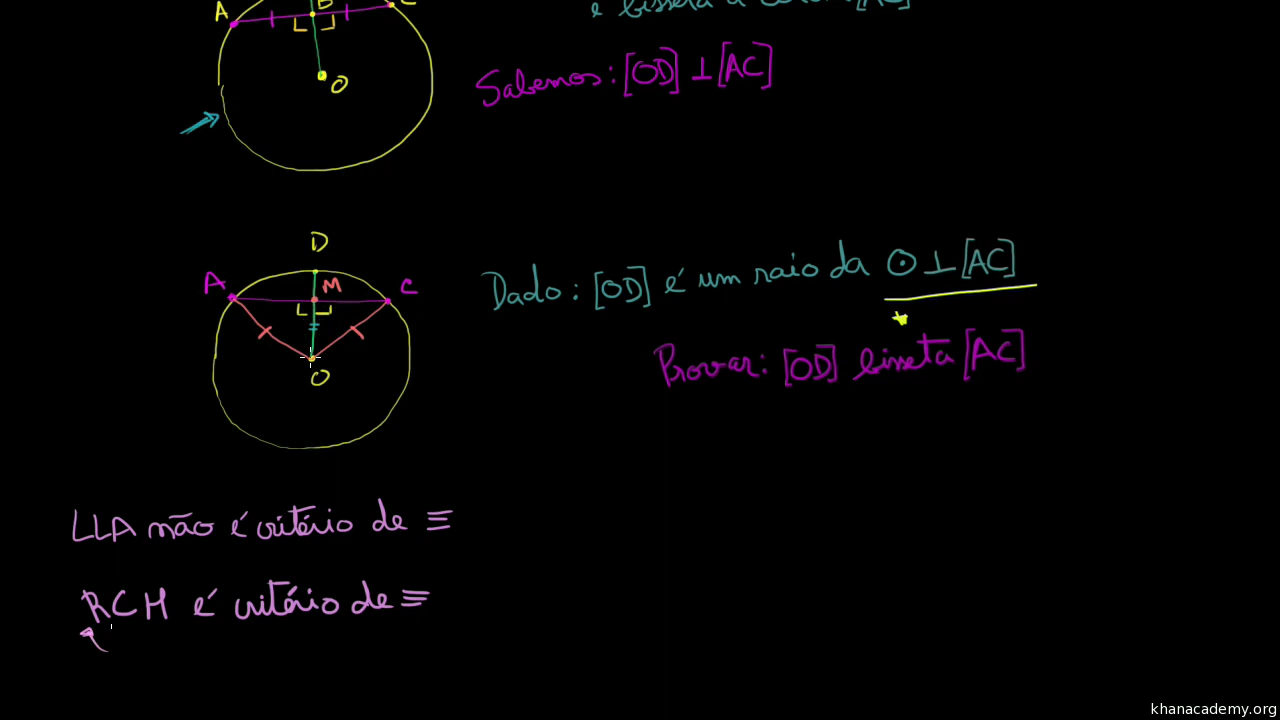 A
O
Sabemos: [OD] ⊥ [AC]
D
A
M
C
O
Dado: [OD] é um raio da ⊙ ⊥ [AC]
Provar: [OD] bisseta [AC]
LLA não é critério de ≡
RCH é critério de ≡
khanacademy.org